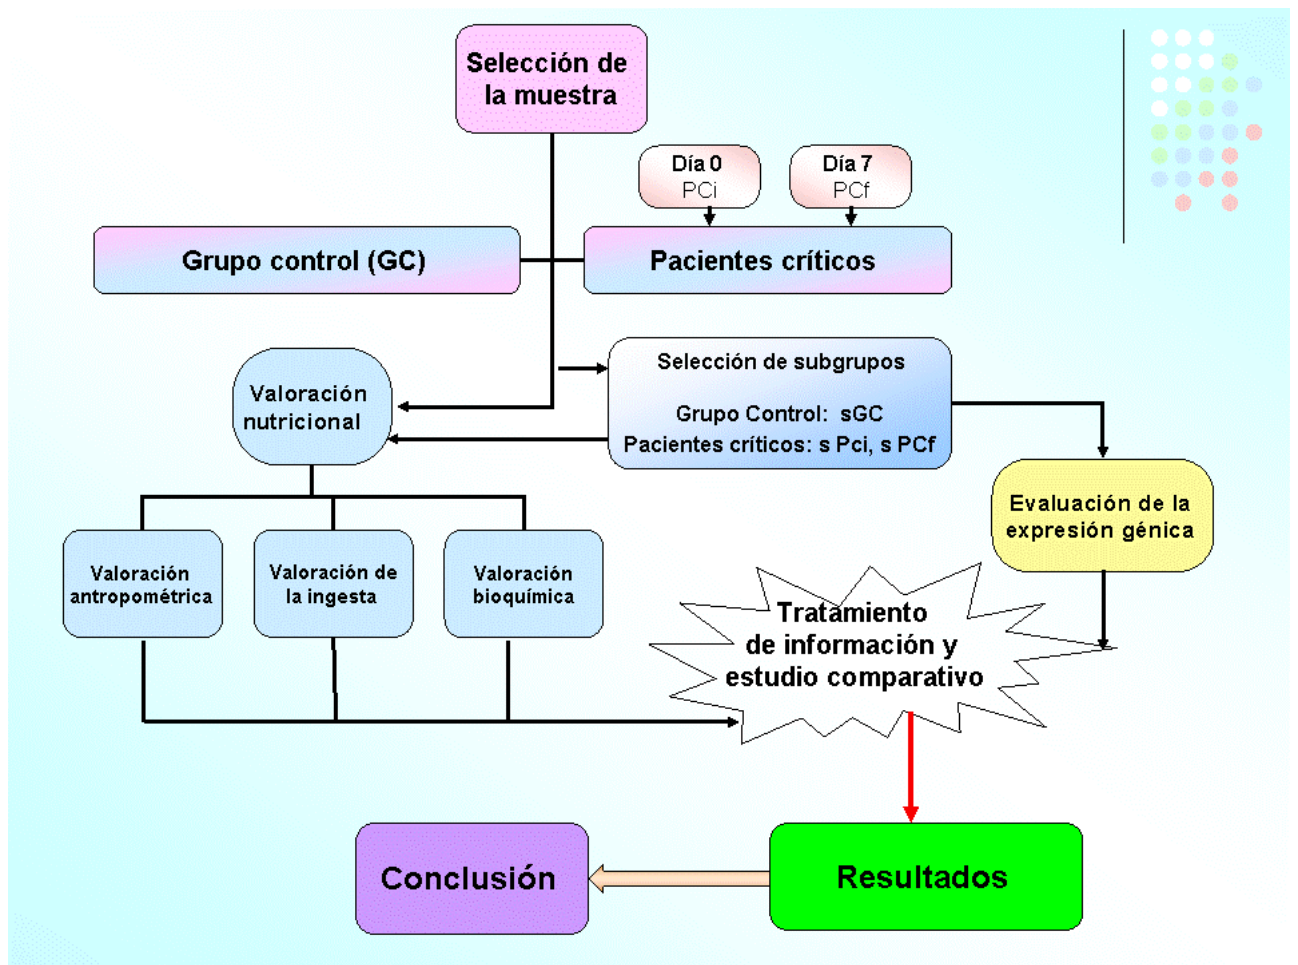 Selección de
la muestra
Día 0
PCi
Día 7
PCf
Grupo control (GC)
Pacientes críticos
Valoración
nutricional
Selección de subgrupos
Grupo Control: sGC
Pacientes críticos: s Pci, s PCf
Evaluación de la
expresión génica
Valoración
antropométrica
Valoración de
la ingesta
Valoración
bioquímica
Tratamiento
de información y
estudio comparativo
Conclusión
Resultados